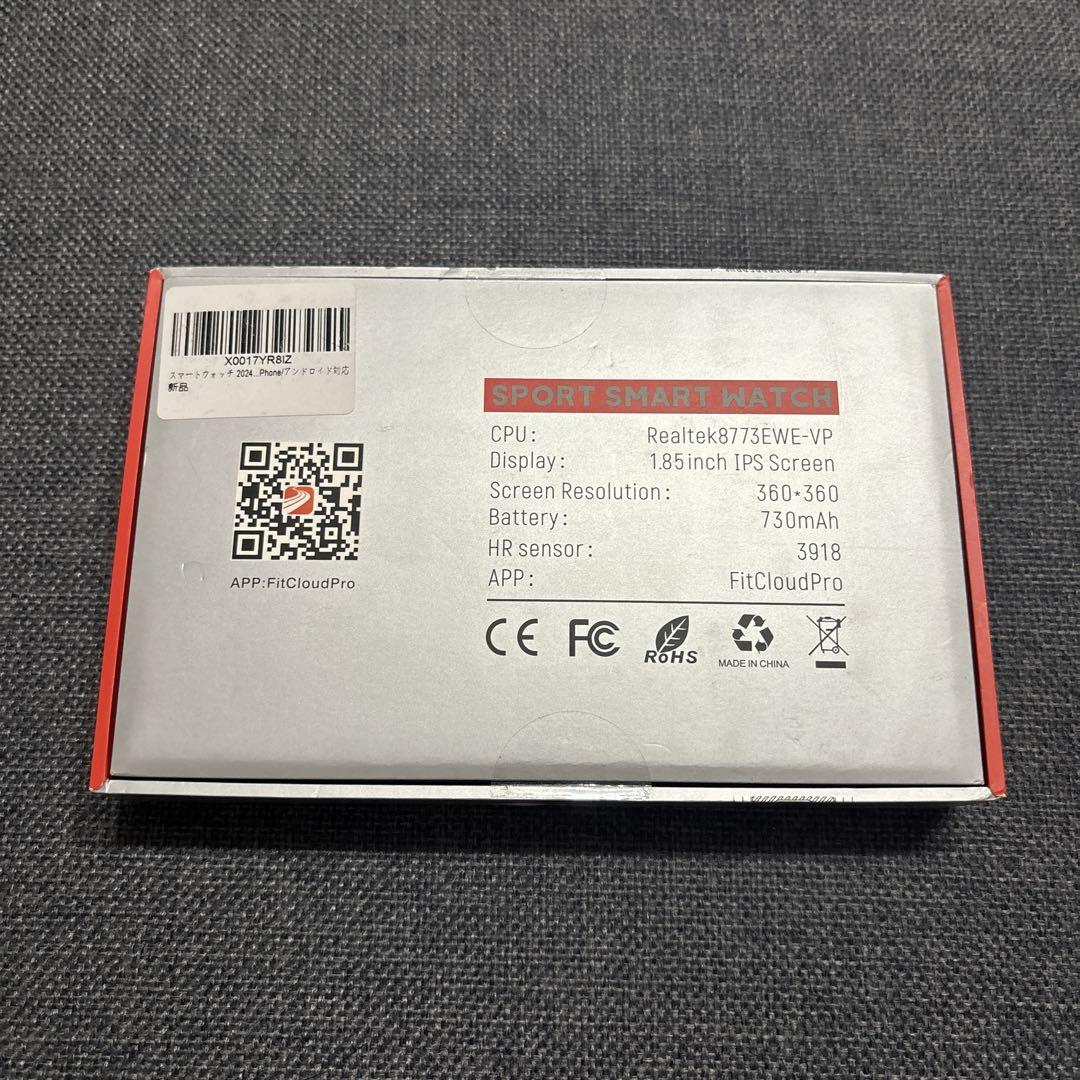 X0017YR8IZ
スマートウォッチ 2024...Phone/アンドロイド対応
新品
APP:FitCloudPro
SPORT SMART WATCH
CPU: Realtek8773EWE-VP
Display: 1.85inch IPS Screen
Screen Resolution: 360*360
Battery: 730mAh
HR sensor: 3918
APP: FitCloudPro
CE FC RoHS
MADE IN CHINA